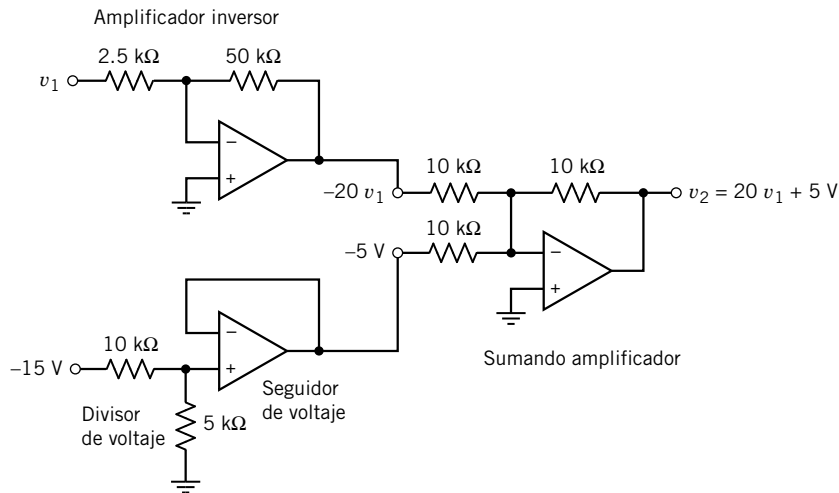 Amplificador inversor
2.5 kΩ
50 kΩ
v₁
−
+
10 kΩ
10 kΩ
−20 v₁
v₂ = 20 v₁ + 5 V
10 kΩ
−5 V
−
+
−
+
10 kΩ
−15 V
Sumando amplificador
Seguidor
de voltaje
Divisor
de voltaje
5 kΩ